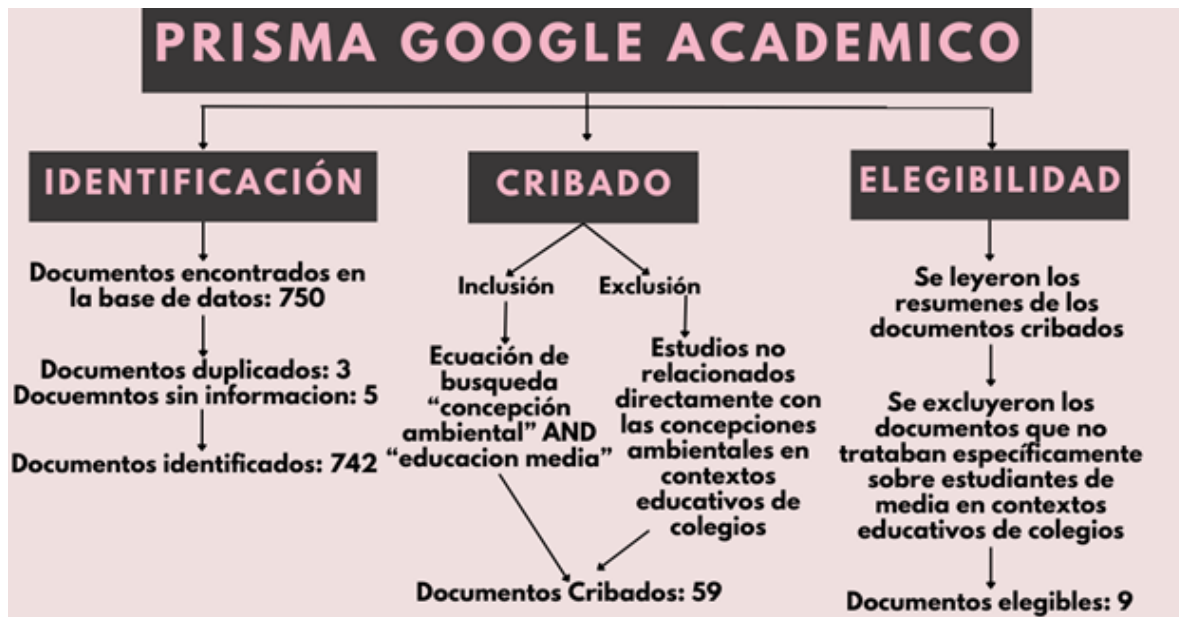 PRISMA GOOGLE ACADEMICO
IDENTIFICACIÓN
Documentos encontrados en
la base de datos: 750
Documentos duplicados: 3
Docuemntos sin informacion: 5
Documentos identificados: 742
CRIBADO
Inclusión
Ecuación de
busqueda
“concepción
ambiental” AND
“educacion media”
Exclusión
Estudios no
relacionados
directamente con
las concepciones
ambientales en
contextos
educativos de
colegios
Documentos Cribados: 59
ELEGIBILIDAD
Se leyeron los
resumenes de los
documentos cribados
Se excluyeron los
documentos que no
trataban específicamente
sobre estudiantes de
media en contextos
educativos de colegios
Documentos elegibles: 9